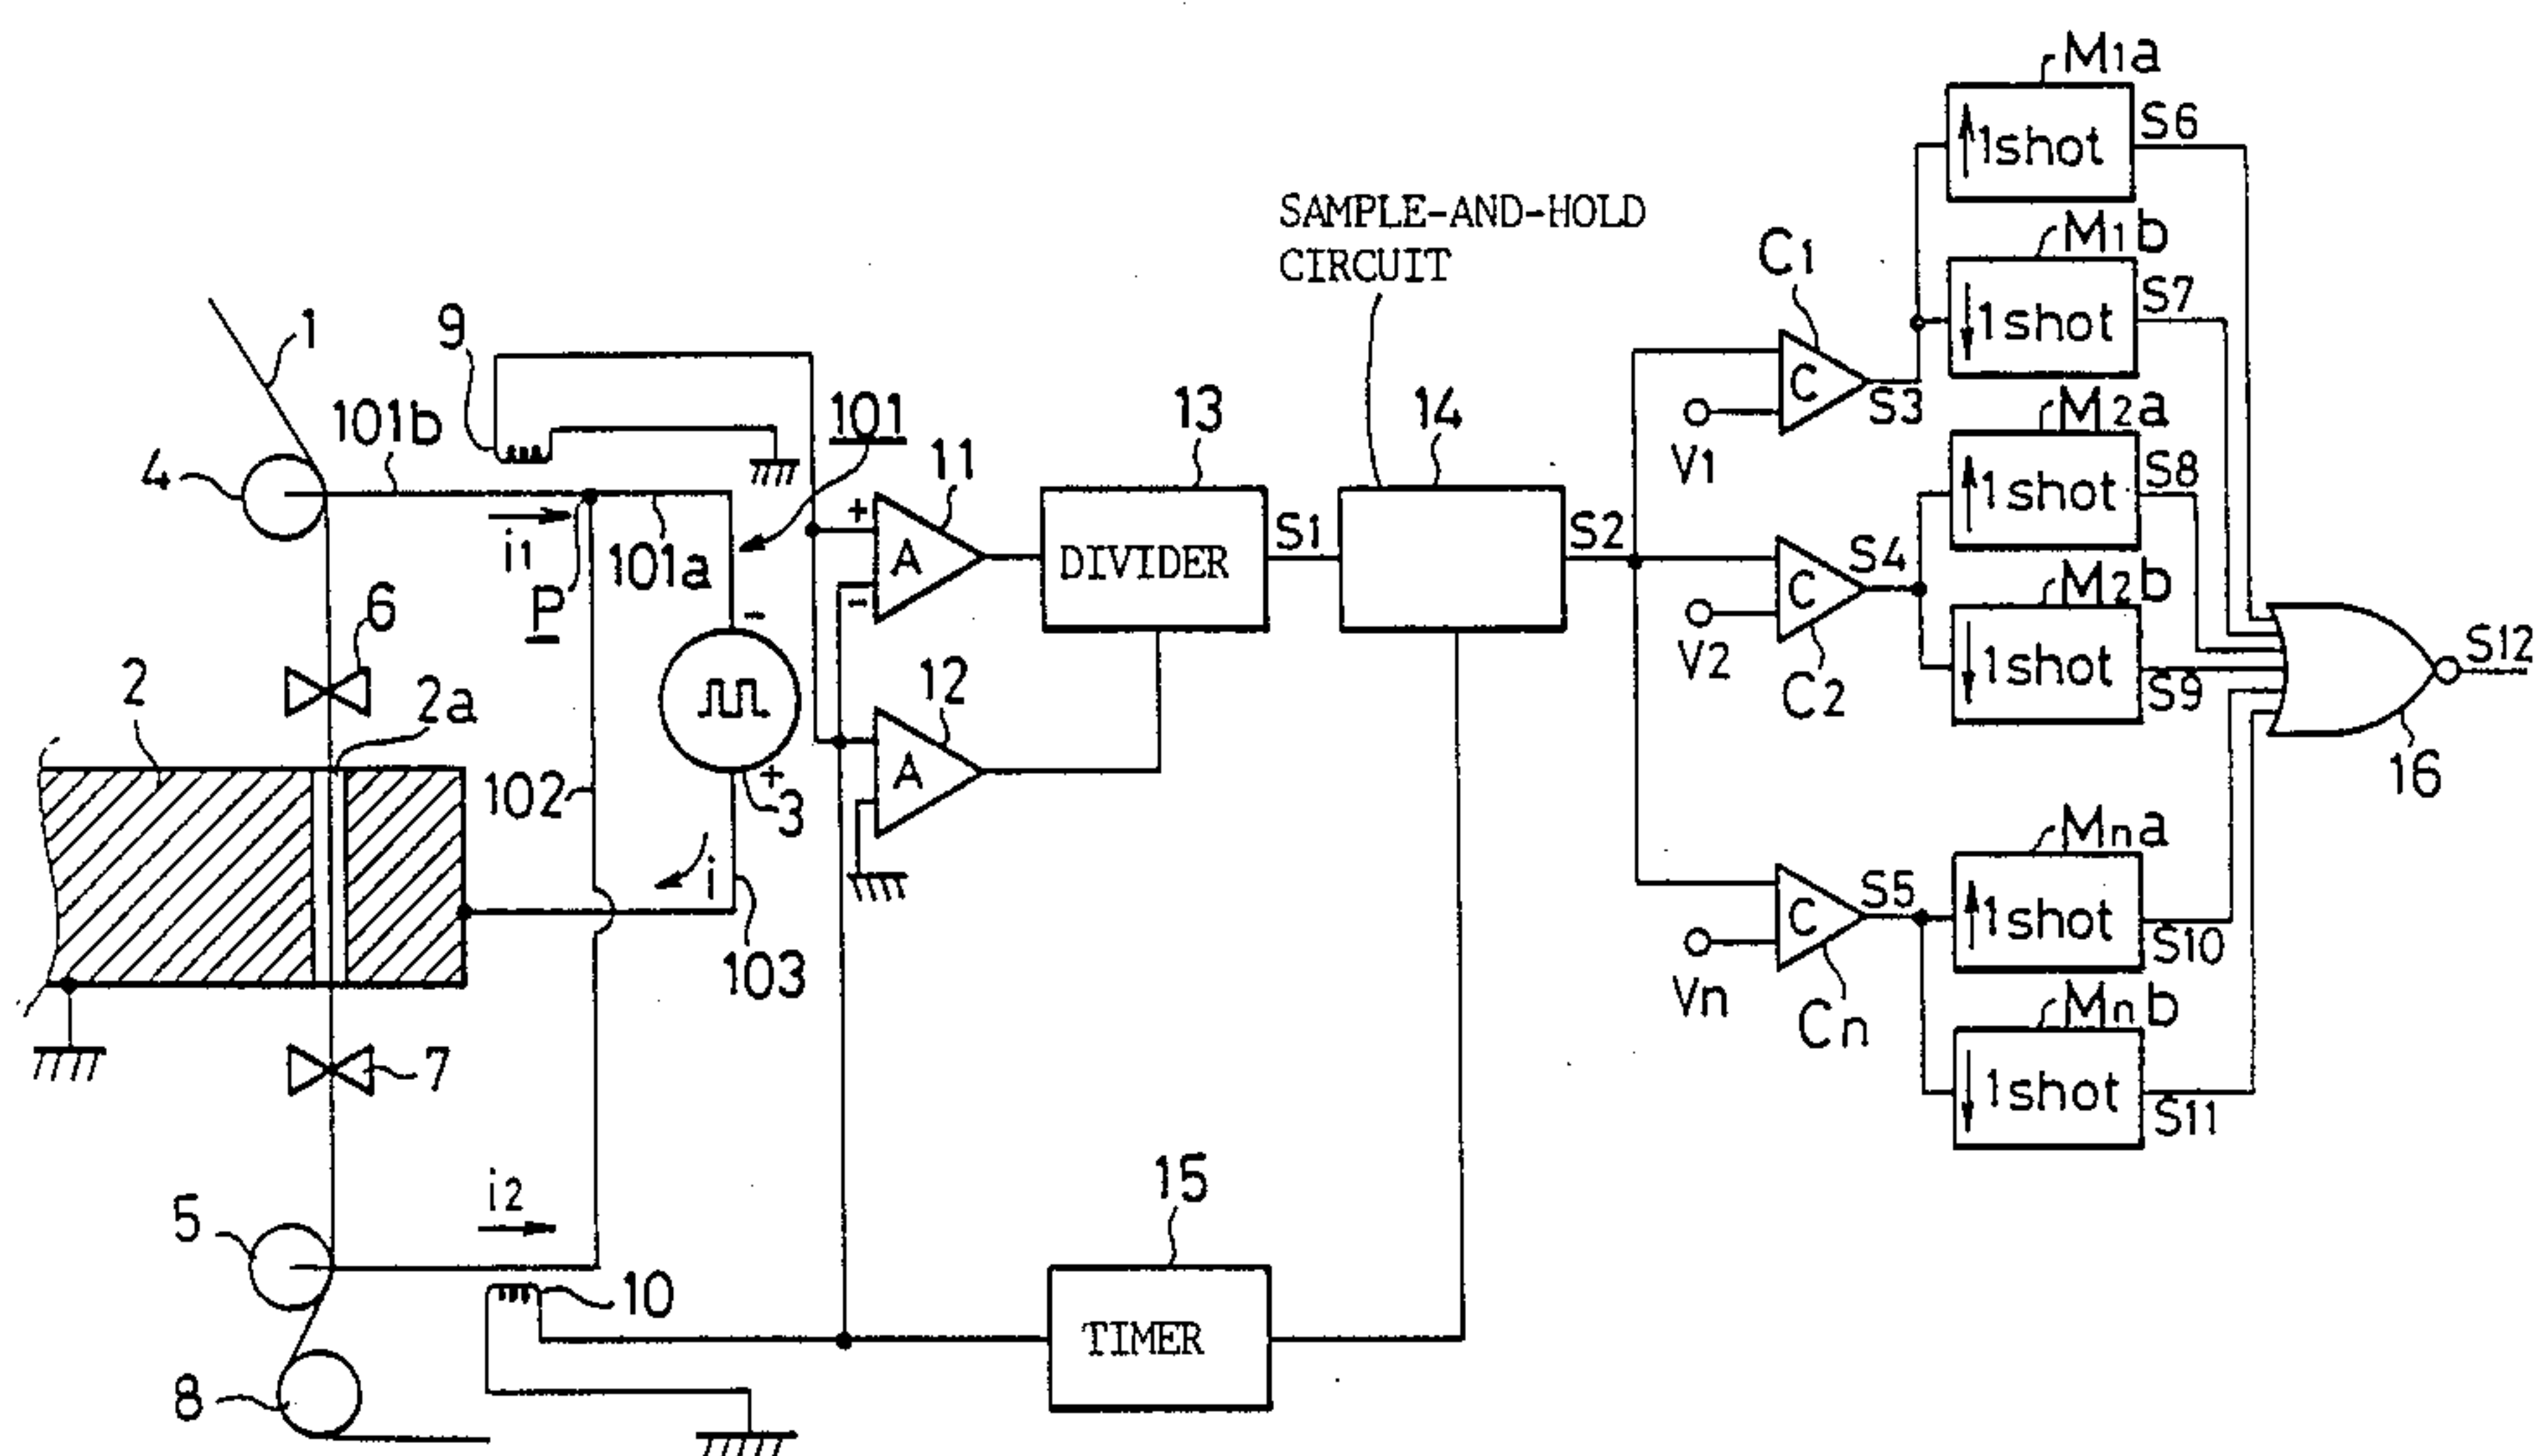 M1a
S6
↑1shot
SAMPLE-AND-HOLD
CIRCUIT
M1b
C1
S7
↓1shot
1
9
101b
101
13
14
C
S3
M2a
4
11
V1
S8
↑1shot
+
A
-
DIVIDER
S1
S2
S4
i1
101a
P
-
6
M2b
C
V2
C2
↓1shot
S9
S12
2
2a
12
16
102
+
3
A
i
Mna
S5
C
↑1shot
S10
103
Vn
Cn
Mnb
7
↓1shot
S11
15
i2
5
10
TIMER
8